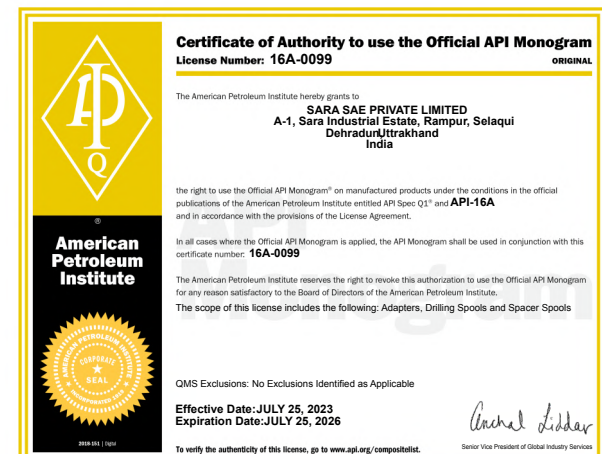 Certificate of Authority to use the Official API Monogram
License Number: 16A-0099
ORIGINAL
The American Petroleum Institute hereby grants to
SARA SAE PRIVATE LIMITED
A-1, Sara Industrial Estate, Rampur, Selaqui
Dehradun,Uttrakhand
India
the right to use the Official API Monogram® on manufactured products under the conditions in the official
publications of the American Petroleum Institute entitled API Spec Q1® and API-16A
and in accordance with the provisions of the License Agreement.
In all cases where the Official API Monogram is applied, the API Monogram shall be used in conjunction with this
certificate number: 16A-0099
The American Petroleum Institute reserves the right to revoke this authorization to use the Official API Monogram
for any reason satisfactory to the Board of Directors of the American Petroleum Institute.
The scope of this license includes the following: Adapters, Drilling Spools and Spacer Spools
QMS Exclusions: No Exclusions Identified as Applicable
Effective Date:JULY 25, 2023
Expiration Date:JULY 25, 2026
To verify the authenticity of this license, go to www.api.org/compositelist.
Anchal Liddar
Senior Vice President of Global Industry Services
API
Q
®
American
Petroleum
Institute
AMERICAN PETROLEUM INSTITUTE
CORPORATE
SEAL
INCORPORATED 1919
2018-151 | Digital
API
Monogram